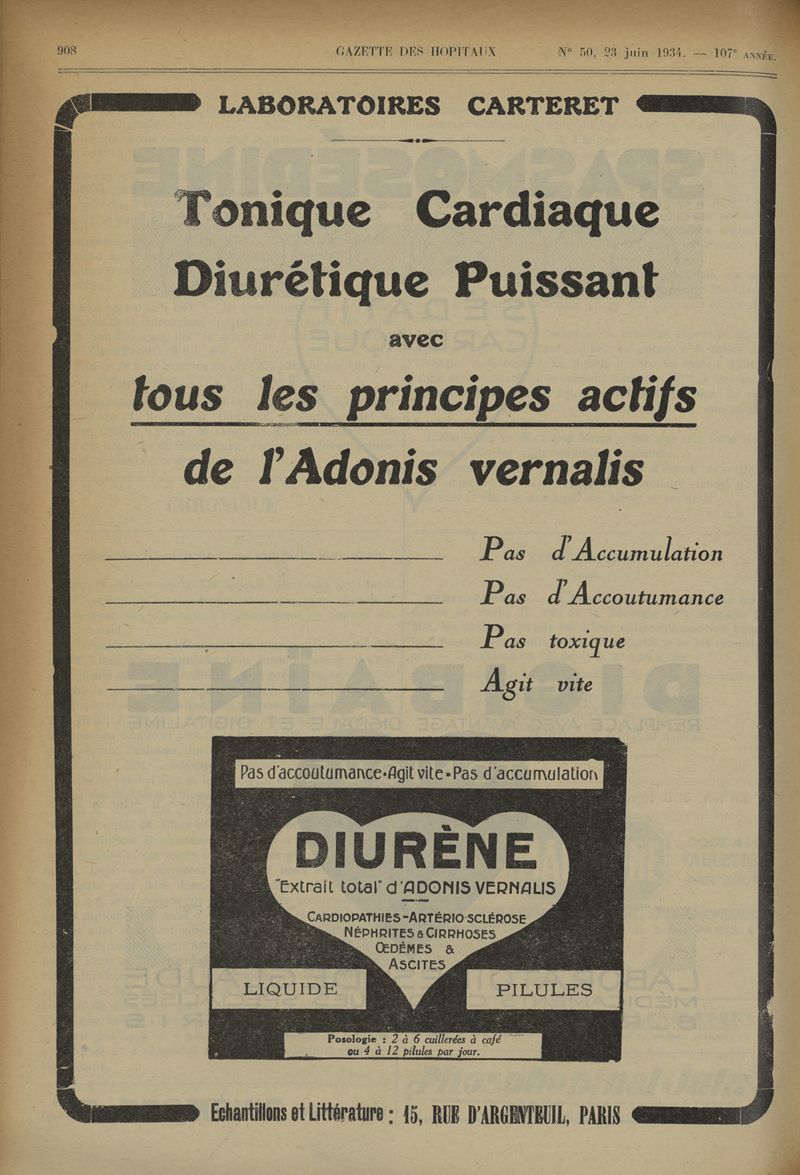 908
GAZETTE DES HOPITAUX
N° 50, 23 juin 1934. — 107e ANNÉE.
LABORATOIRES CARTERET
Tonique Cardiaque
Diurétique Puissant
avec
tous les principes actifs
de l'Adonis vernalis
Pas d'Accumulation
Pas d'Accoutumance
Pas toxique
Agit vite
Pas d'accoutumance•Agit vite•Pas d'accumulation
DIURÈNE
"Extrait total" d'ADONIS VERNALIS
CARDIOPATHIES-ARTÉRIO-SCLÉROSE
NÉPHRITES & CIRRHOSES
ŒDÈMES &
ASCITES
LIQUIDE
PILULES
Posologie : 2 à 6 cuillerées à café
ou 4 à 12 pilules par jour.
Echantillons et Littérature : 15, RUE D'ARGENTEUIL, PARIS